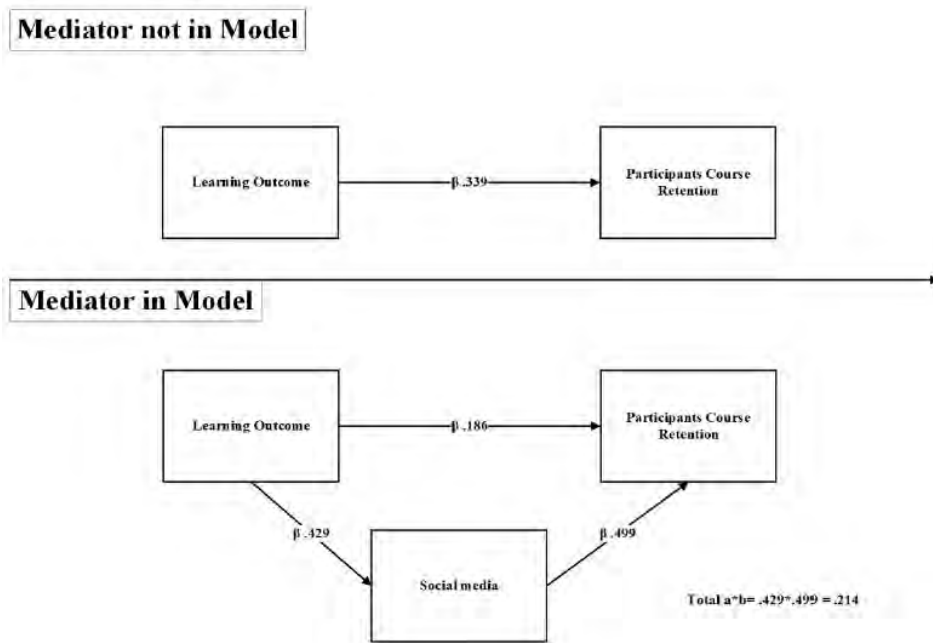 Mediator not in Model
Learning Outcome
β .339
Participants Course
Retention
Mediator in Model
Learning Outcome
β .186
Participants Course
Retention
β .429
β .499
Social media
Total a*b= .429*.499 = .214